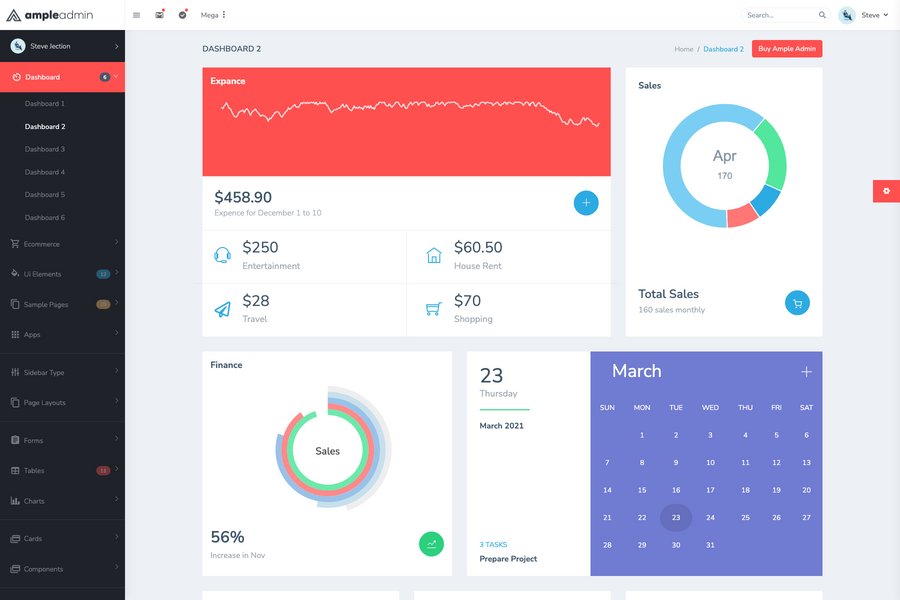 ampleadmin
Mega
Search...
Steve
Steve Jection
Dashboard 6
Dashboard 1
Dashboard 2
Dashboard 3
Dashboard 4
Dashboard 5
Dashboard 6
Ecommerce
Ui Elements
Sample Pages
Apps
Sidebar Type
Page Layouts
Forms
Tables
Charts
Cards
Components
DASHBOARD 2
Home / Dashboard 2
Buy Ample Admin
Expance
$458.90
Expence for December 1 to 10
$250
Entertainment
$60.50
House Rent
$28
Travel
$70
Shopping
Sales
Apr
170
Total Sales
160 sales monthly
Finance
Sales
56%
Increase in Nov
23
Thursday
March 2021
3 TASKS
Prepare Project
March
SUN MON TUE WED THU FRI SAT
1 2 3 4 5 6
7 8 9 10 11 12 13
14 15 16 17 18 19 20
21 22 23 24 25 26 27
28 29 30 31